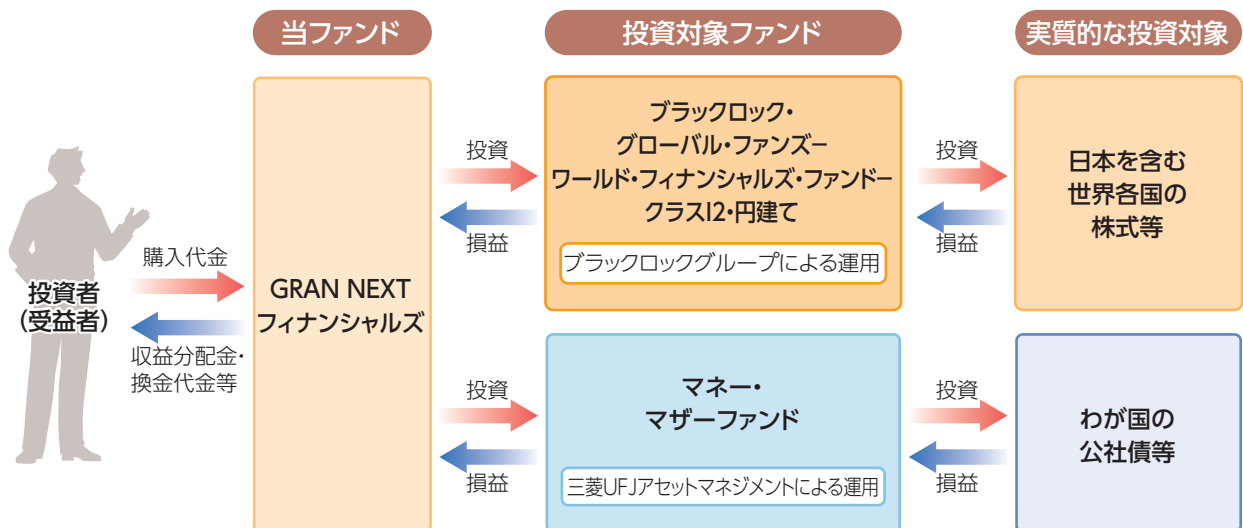 当ファンド
投資対象ファンド
実質的な投資対象
投資者
(受益者)
購入代金
収益分配金・
換金代金等
GRAN NEXT
フィナンシャルズ
投資
損益
ブラックロック・
グローバル・ファンズ−
ワールド・フィナンシャルズ・ファンド−
クラスI2・円建て
ブラックロックグループによる運用
投資
損益
日本を含む
世界各国の
株式等
投資
損益
マネー・
マザーファンド
三菱UFJアセットマネジメントによる運用
投資
損益
わが国の
公社債等